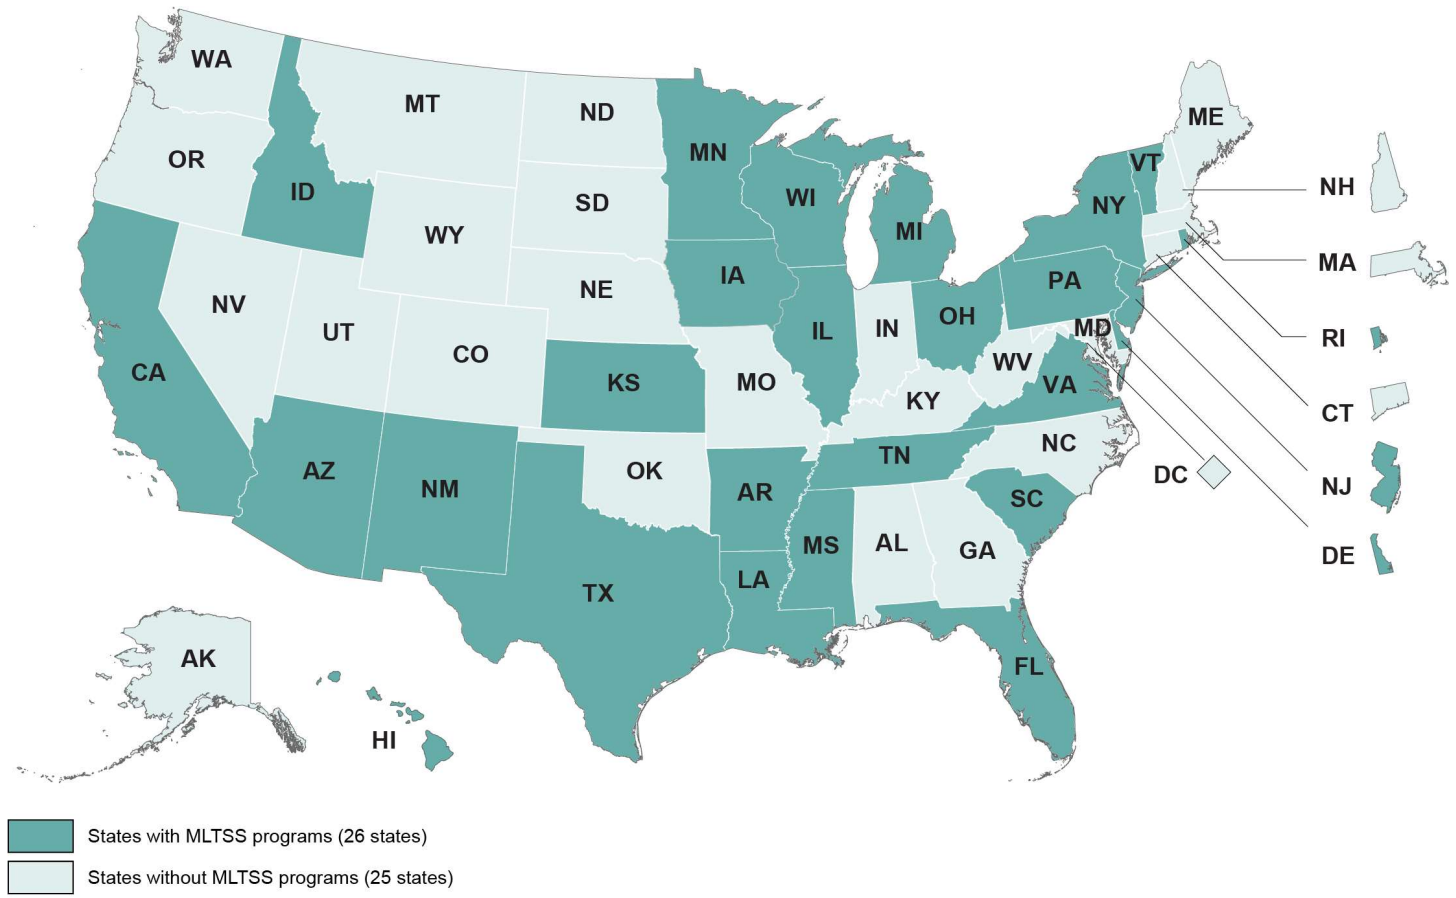 WA
MT
ND
MN
ME
OR
ID
WY
SD
WI
MI
NY
VT
NH
MA
NV
UT
CO
NE
IA
IL
IN
OH
PA
MD
RI
CA
KS
MO
WV
VA
KY
CT
AZ
NM
OK
AR
TN
NC
SC
DC
NJ
TX
LA
MS
AL
GA
DE
AK
HI
FL
States with MLTSS programs (26 states)
States without MLTSS programs (25 states)